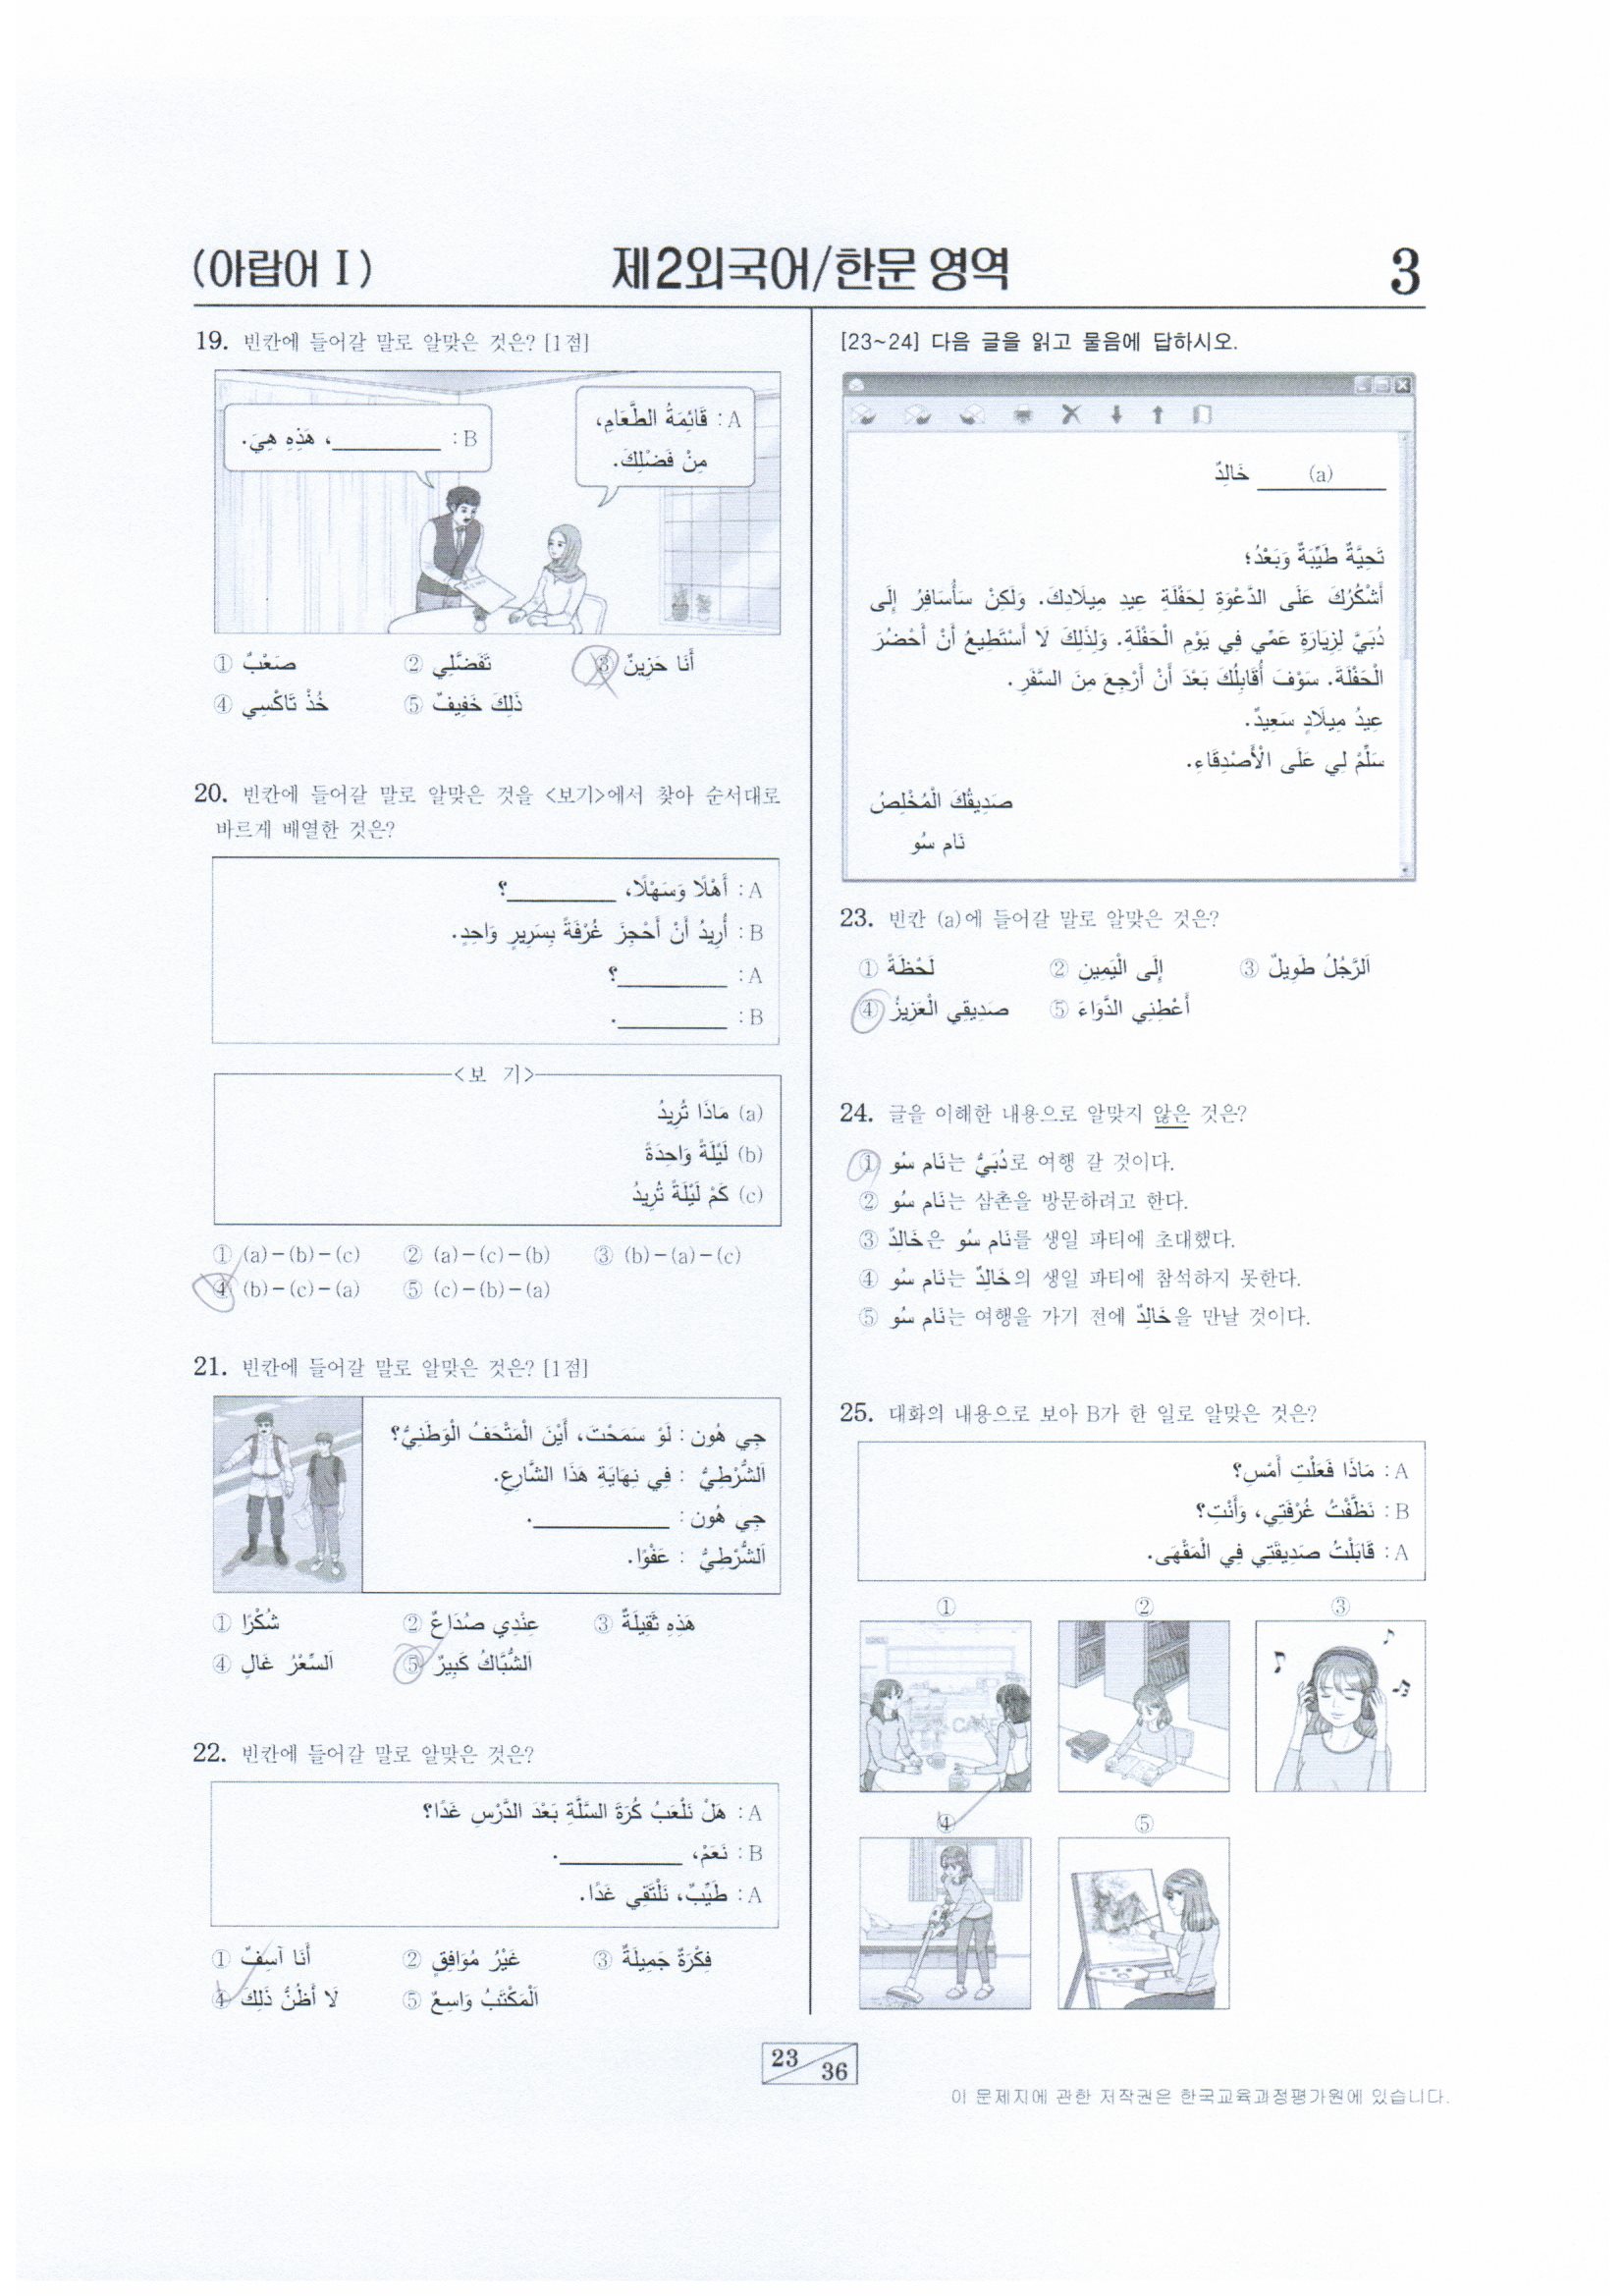 (아랍어 I)
제2외국어/한문 영역
3
19. 빈칸에 들어갈 말로 알맞은 것은? [1점]
A : قَائِمَةُ الطَّعَامِ،
مِنْ فَضْلِكَ.
B : ________، هَذِهِ هِيَ.
① صَعْبٌ ② تَفَضَّلِي ③ أَنَا حَزِينٌ
④ خُذْ تَاكْسِي ⑤ ذَلِكَ خَفِيفٌ
20. 빈칸에 들어갈 말로 알맞은 것을 <보기>에서 찾아 순서대로
바르게 배열한 것은?
A : أَهْلًا وَسَهْلًا، ________؟
B : أُرِيدُ أَنْ أَحْجِزَ غُرْفَةً بِسَرِيرٍ وَاحِدٍ.
A : ________؟
B : ________.
<보 기>
(a) مَاذَا تُرِيدُ
(b) لَيْلَةً وَاحِدَةً
(c) كَمْ لَيْلَةً تُرِيدُ
① (a)-(b)-(c) ② (a)-(c)-(b) ③ (b)-(a)-(c)
④ (b)-(c)-(a) ⑤ (c)-(b)-(a)
21. 빈칸에 들어갈 말로 알맞은 것은? [1점]
جِي هُون : لَوْ سَمَحْتَ، أَيْنَ الْمَتْحَفُ الْوَطَنِيُّ؟
اَلشُّرْطِيُّ : فِي نِهَايَةِ هَذَا الشَّارِعِ.
جِي هُون : ________.
اَلشُّرْطِيُّ : عَفْوًا.
① شُكْرًا ② عِنْدِي صُدَاعٌ ③ هَذِهِ ثَقِيلَةٌ
④ اَلسِّعْرُ غَالٍ ⑤ اَلشُّبَّاكُ كَبِيرٌ
22. 빈칸에 들어갈 말로 알맞은 것은?
A : هَلْ نَلْعَبُ كُرَةَ السَّلَّةِ بَعْدَ الدَّرْسِ غَدًا؟
B : نَعَمْ، ________.
A : طَيِّبٌ، نَلْتَقِي غَدًا.
① أَنَا آسِفٌ ② غَيْرُ مُوَافِقٍ ③ فِكْرَةٌ جَمِيلَةٌ
④ لَا أَظُنُّ ذَلِكَ ⑤ اَلْمَكْتَبُ وَاسِعٌ
[23~24] 다음 글을 읽고 물음에 답하시오.
(a) خَالِدٌ
تَحِيَّةً طَيِّبَةً وَبَعْدُ؛
أَشْكُرُكَ عَلَى الدَّعْوَةِ لِحَفْلَةِ عِيدِ مِيلَادِكَ. وَلَكِنْ سَأُسَافِرُ إِلَى
دُبَيَّ لِزِيَارَةِ عَمِّي فِي يَوْمِ الْحَفْلَةِ. وَلِذَلِكَ لَا أَسْتَطِيعُ أَنْ أَحْضُرَ
الْحَفْلَةَ. سَوْفَ أُقَابِلُكَ بَعْدَ أَنْ أَرْجِعَ مِنَ السَّفَرِ.
عِيدُ مِيلَادٍ سَعِيدٌ.
سَلِّمْ لِي عَلَى الْأَصْدِقَاءِ.
صَدِيقُكَ الْمُخْلِصُ
نَام سُو
23. 빈칸 (a)에 들어갈 말로 알맞은 것은?
① لَحْظَةً ② إِلَى الْيَمِينِ ③ اَلرَّجُلُ طَوِيلٌ
④ صَدِيقِي الْعَزِيزُ ⑤ أَعْطِنِي الدَّوَاءَ
24. 글을 이해한 내용으로 알맞지 않은 것은?
① نَام سُو는 دُبَيُّ로 여행 갈 것이다.
② نَام سُو는 삼촌을 방문하려고 한다.
③ خَالِدٌ은 نَام سُو를 생일 파티에 초대했다.
④ نَام سُو는 خَالِدٌ의 생일 파티에 참석하지 못한다.
⑤ نَام سُو는 여행을 가기 전에 خَالِدٌ을 만날 것이다.
25. 대화의 내용으로 보아 B가 한 일로 알맞은 것은?
A : مَاذَا فَعَلْتِ أَمْسِ؟
B : نَظَّفْتُ غُرْفَتِي، وَأَنْتِ؟
A : قَابَلْتُ صَدِيقَتِي فِي الْمَقْهَى.
① ② ③
CAFE
④ ⑤
23
36
이 문제지에 관한 저작권은 한국교육과정평가원에 있습니다.